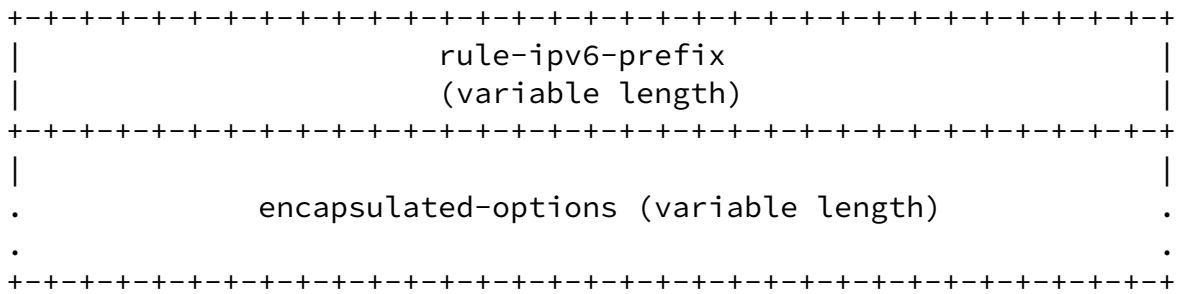 +-+-+-+-+-+-+-+-+-+-+-+-+-+-+-+-+-+-+-+-+-+-+-+-+-+-+-+-+-+-+-+-+
|                       rule-ipv6-prefix                        |
|                       (variable length)                       |
+-+-+-+-+-+-+-+-+-+-+-+-+-+-+-+-+-+-+-+-+-+-+-+-+-+-+-+-+-+-+-+-+
|                                                               |
.             encapsulated-options (variable length)            .
.                                                               .
+-+-+-+-+-+-+-+-+-+-+-+-+-+-+-+-+-+-+-+-+-+-+-+-+-+-+-+-+-+-+-+-+